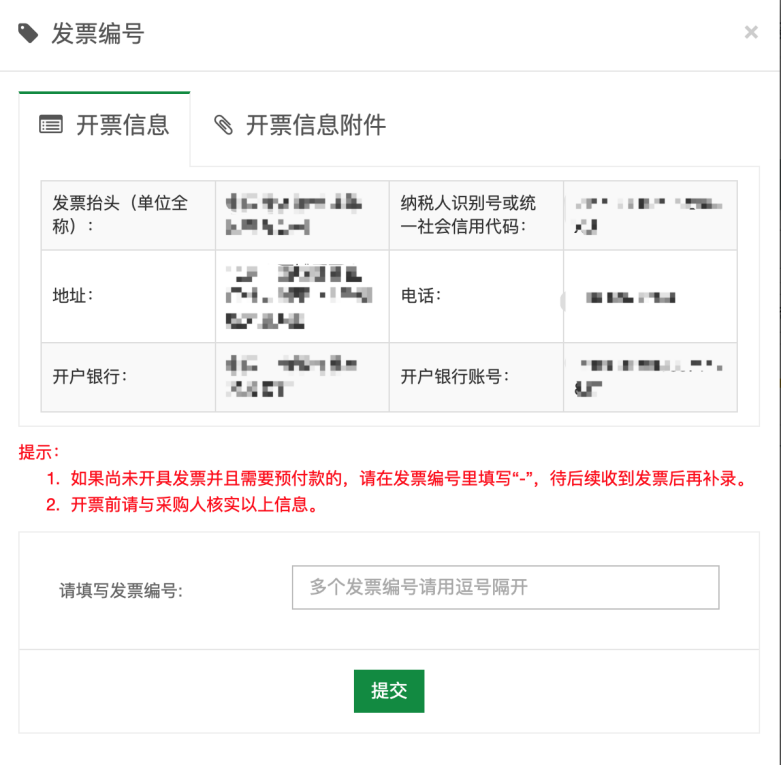 发票编号
×
开票信息
开票信息附件
发票抬头（单位全
称）：
纳税人识别号或统
一社会信用代码：
地址：
电话：
开户银行：
开户银行账号：
提示：
1. 如果尚未开具发票并且需要预付款的，请在发票编号里填写“-”，待后续收到发票后再补录。
2. 开票前请与采购人核实以上信息。
请填写发票编号:
多个发票编号请用逗号隔开
提交